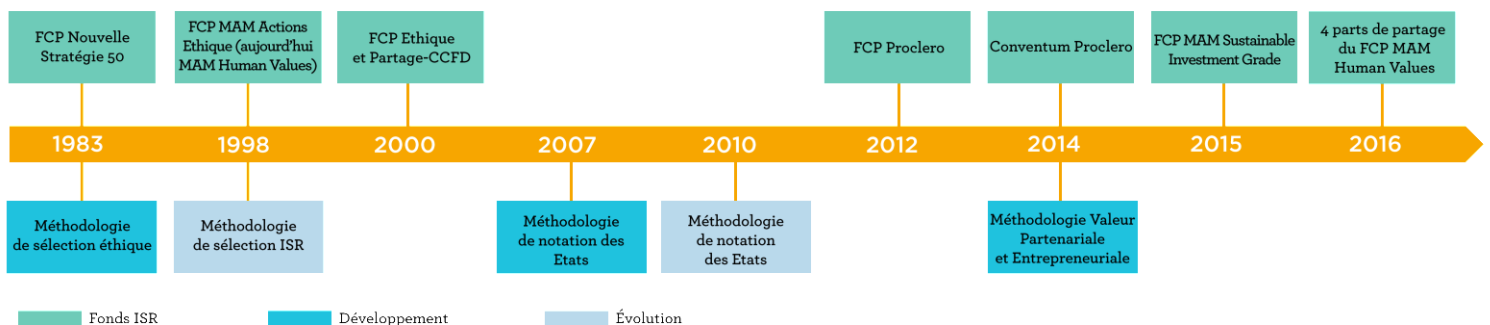 FCP Nouvelle
Stratégie 50
FCP MAM Actions
Ethique (aujourd'hui
MAM Human Values)
FCP Ethique
et Partage-CCFD
FCP Proclero
Conventum Proclero
FCP MAM Sustainable
Investment Grade
4 parts de partage
du FCP MAM
Human Values
1983
1998
2000
2007
2010
2012
2014
2015
2016
Méthodologie
de sélection éthique
Méthodologie
de sélection ISR
Méthodologie
de notation des
Etats
Méthodologie
de notation
des Etats
Méthodologie Valeur
Partenariale
et Entrepreneuriale
Fonds ISR
Développement
Évolution